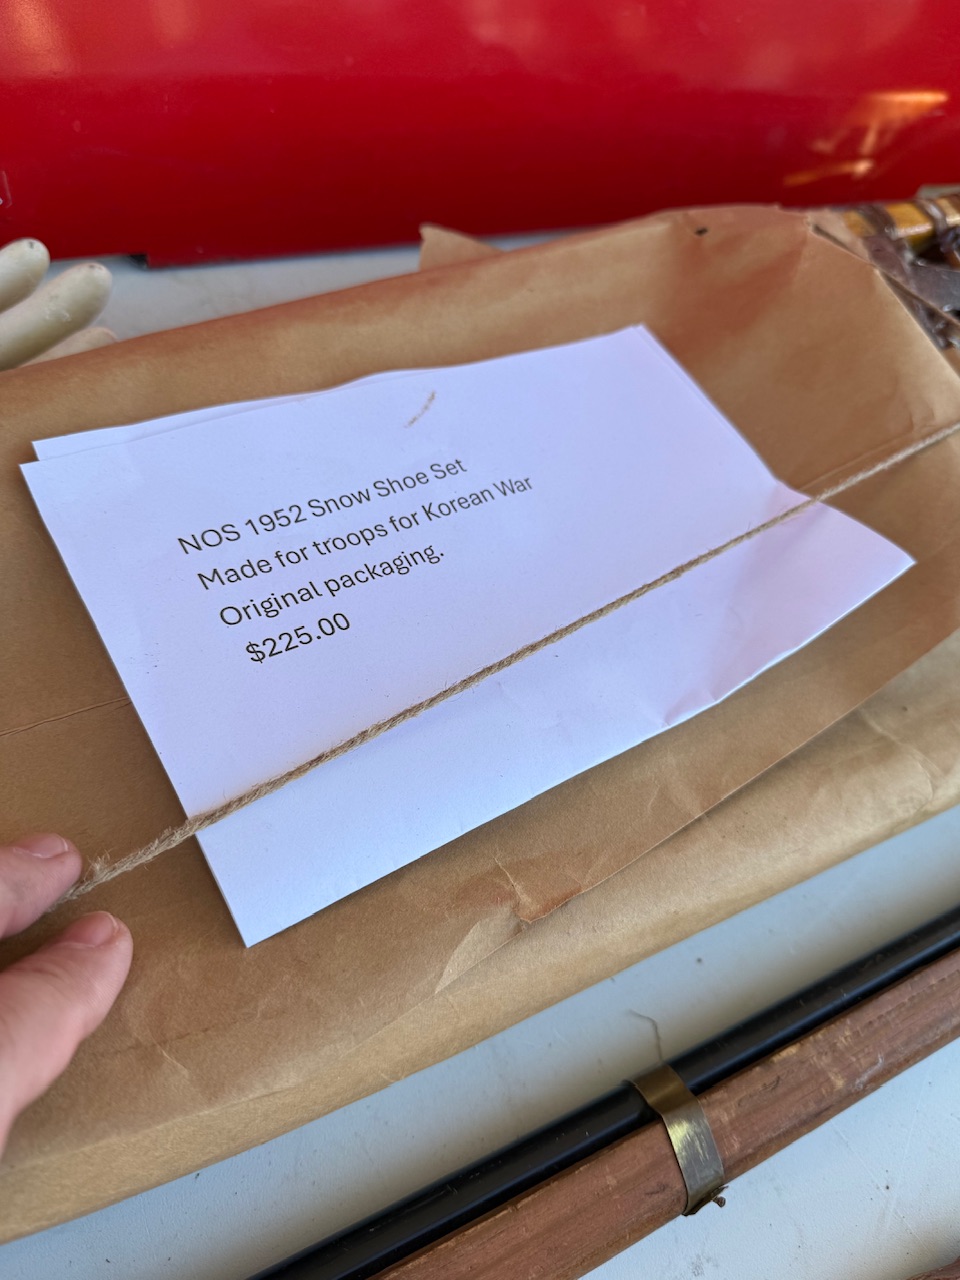 NOS 1952 Snow Shoe Set
Made for troops for Korean War
Original packaging.
$225.00